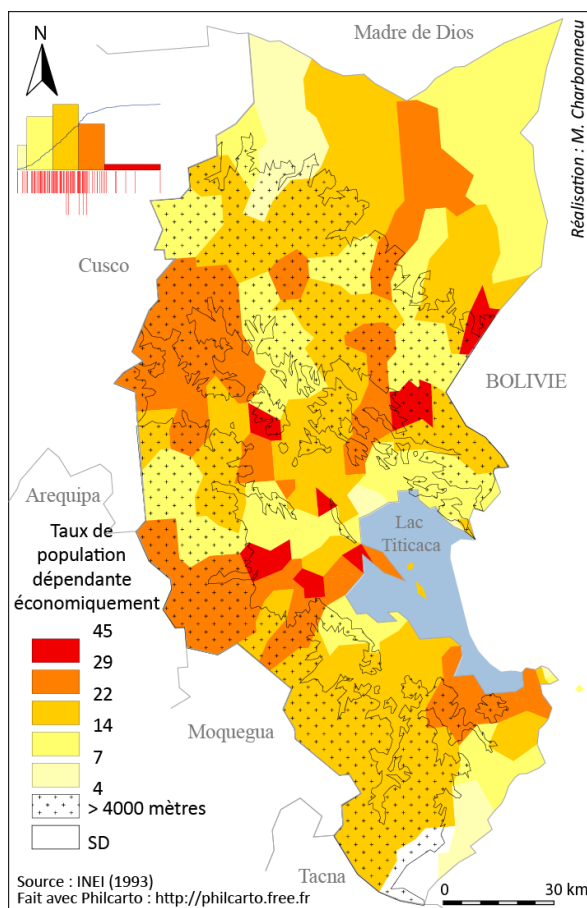 Madre de Dios
N
Réalisation : M. Charbonneau
Cusco
BOLIVIE
Arequipa
Lac
Titicaca
Taux de
population
dépendante
économiquement
45
29
22
14
7
4
> 4000 mètres
SD
Moquegua
Tacna
Source : INEI (1993)
Fait avec Philcarto : http://philcarto.free.fr
0 30 km